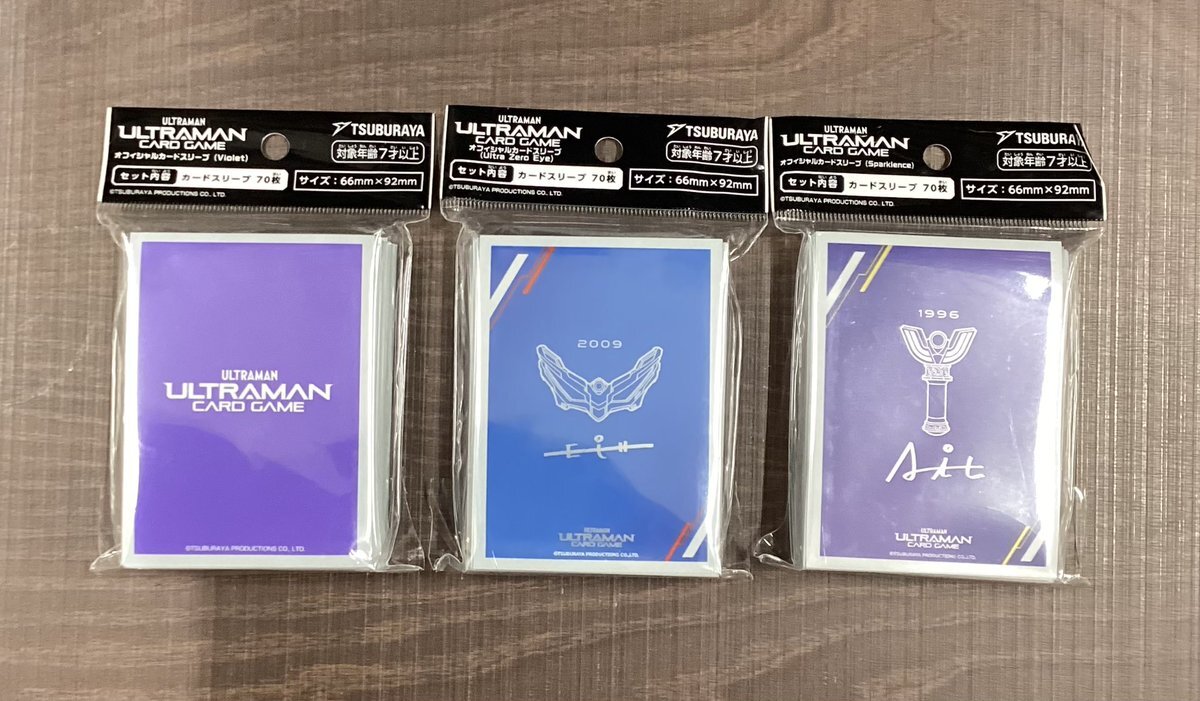 ULTRAMAN
ULTRAMAN
CARD GAME
オフィシャルカードスリーブ (Violet)
TSUBURAYA
対象年齢7才以上
セット内容 カードスリーブ 70枚
サイズ：66mm×92mm
©TSUBURAYA PRODUCTIONS CO., LTD.
ULTRAMAN
ULTRAMAN
CARD GAME
©TSUBURAYA PRODUCTIONS CO., LTD.
ULTRAMAN
ULTRAMAN
CARD GAME
オフィシャルカードスリーブ
(Ultra Zero Eye)
TSUBURAYA
対象年齢7才以上
セット内容 カードスリーブ 70枚
サイズ：66mm×92mm
©TSUBURAYA PRODUCTIONS CO., LTD.
2009
ULTRAMAN
ULTRAMAN
CARD GAME
©TSUBURAYA PRODUCTIONS CO.,LTD.
ULTRAMAN
ULTRAMAN
CARD GAME
オフィシャルカードスリーブ (Sparklence)
TSUBURAYA
対象年齢7才以上
セット内容 カードスリーブ 70枚
サイズ：66mm×92mm
©TSUBURAYA PRODUCTIONS CO., LTD.
1996
ULTRAMAN
ULTRAMAN
CARD GAME
©TSUBURAYA PRODUCTIONS CO.,LTD.